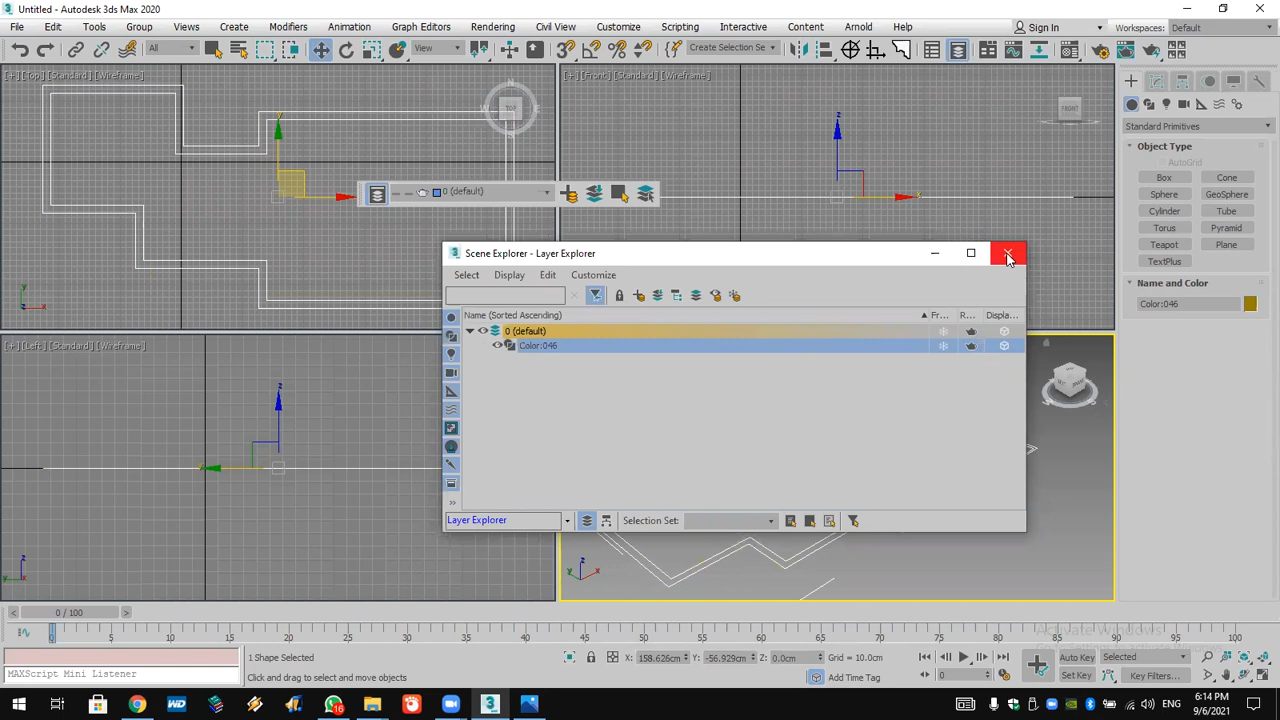 Untitled - Autodesk 3ds Max 2020
File Edit Tools Group Views Create Modifiers Animation Graph Editors Rendering Civil View Customize Scripting Interactive Content Arnold Help Sign In Workspaces: Default
All View Create Selection Se
[+] [Top] [Standard] [Wireframe] [+] [Front] [Standard] [Wireframe]
N
W TOP E
FRONT
Standard Primitives
Object Type
AutoGrid
Box Cone
Sphere GeoSphere
Cylinder Tube
Torus Pyramid
Teapot Plane
TextPlus
Name and Color
Color:046
0 (default)
y
x
z
Scene Explorer - Layer Explorer
Select Display Edit Customize
Name (Sorted Ascending) ▲ Fr... R... Displa...
0 (default)
Color:046
Layer Explorer Selection Set:
[+] [Left] [Standard] [Wireframe]
z
y
z
y x
< 0 / 100 >
0 5 10 15 20 25 30 35 40 45 50 55 60 65 70 75 80 85 90 95 100
Activate Windows
1 Shape Selected X: 158.626cm Y: -56.929cm Z: 0.0cm Grid = 10.0cm Auto Key Selected
MAXScript Mini Listener Click and drag to select and move objects Add Time Tag 0 Set Key Key Filters...
16
WD
ENG
6:14 PM
9/6/2021